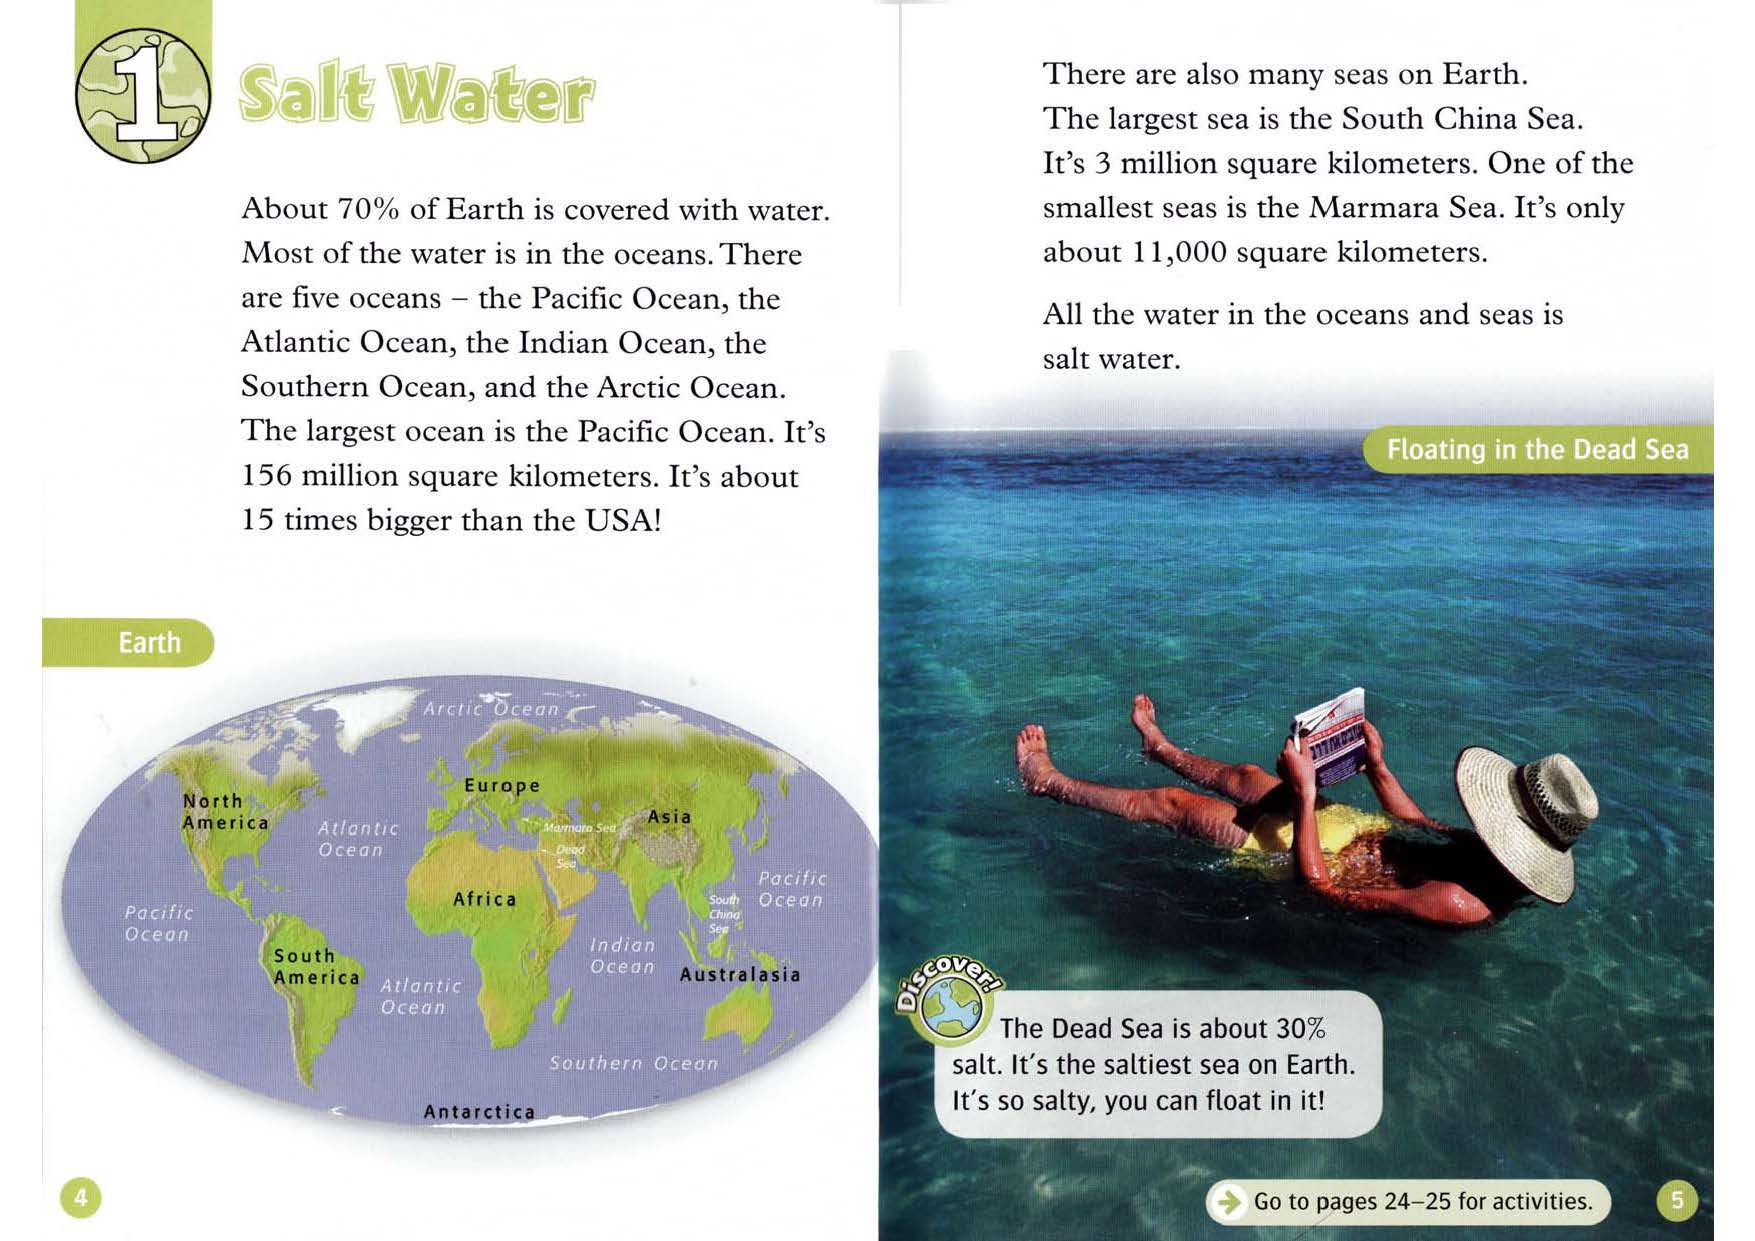 1
Salt Water
About 70% of Earth is covered with water.
Most of the water is in the oceans. There
are five oceans – the Pacific Ocean, the
Atlantic Ocean, the Indian Ocean, the
Southern Ocean, and the Arctic Ocean.
The largest ocean is the Pacific Ocean. It's
156 million square kilometers. It's about
15 times bigger than the USA!
Earth
Arctic Ocean
Europe
North
America
Asia
Atlantic
Ocean
Marmara Sea
Dead
Sea
Africa
Pacific
Ocean
South
China
Sea
Pacific
Ocean
Indian
Ocean
South
America
Australasia
Atlantic
Ocean
Southern Ocean
Antarctica
4
There are also many seas on Earth.
The largest sea is the South China Sea.
It's 3 million square kilometers. One of the
smallest seas is the Marmara Sea. It's only
about 11,000 square kilometers.
All the water in the oceans and seas is
salt water.
Floating in the Dead Sea
Discover!
The Dead Sea is about 30%
salt. It's the saltiest sea on Earth.
It's so salty, you can float in it!
Go to pages 24–25 for activities.
5